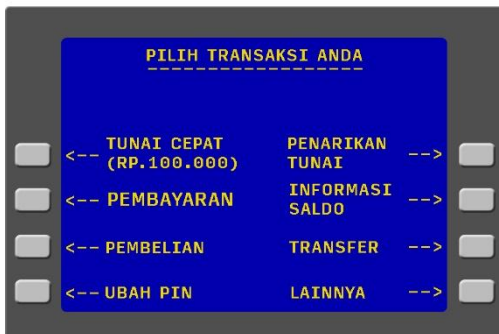 PILIH TRANSAKSI ANDA
<-- TUNAI CEPAT
(RP.100.000)
PENARIKAN
TUNAI -->
<-- PEMBAYARAN
INFORMASI
SALDO -->
<-- PEMBELIAN
TRANSFER -->
<-- UBAH PIN
LAINNYA -->